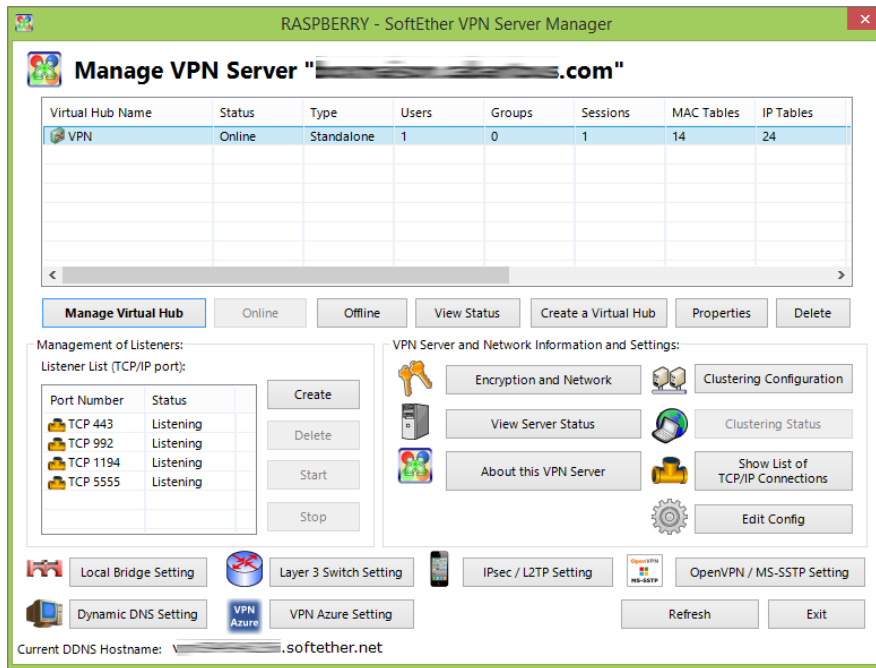 RASPBERRY - SoftEther VPN Server Manager
Manage VPN Server " .com"
Virtual Hub Name Status Type Users Groups Sessions MAC Tables IP Tables
VPN Online Standalone 1 0 1 14 24
Manage Virtual Hub Online Offline View Status Create a Virtual Hub Properties Delete
Management of Listeners:
Listener List (TCP/IP port):
Port Number Status
TCP 443 Listening
TCP 992 Listening
TCP 1194 Listening
TCP 5555 Listening
Create
Delete
Start
Stop
VPN Server and Network Information and Settings:
Encryption and Network Clustering Configuration
View Server Status Clustering Status
About this VPN Server Show List of
TCP/IP Connections
Edit Config
Local Bridge Setting Layer 3 Switch Setting IPsec / L2TP Setting OpenVPN MS-SSTP OpenVPN / MS-SSTP Setting
Dynamic DNS Setting VPN Azure VPN Azure Setting Refresh Exit
Current DDNS Hostname: .softether.net